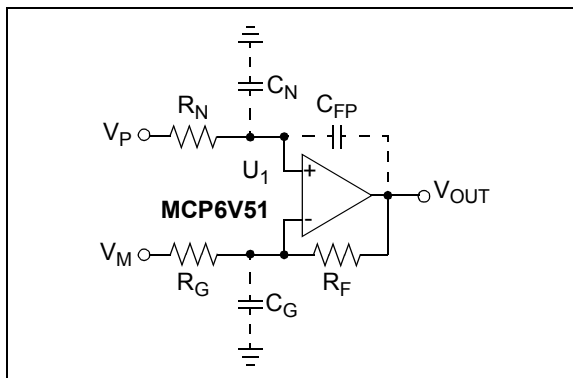 C_N
R_N
C_FP
V_P
U_1
+
V_OUT
MCP6V51
-
V_M
R_G
R_F
C_G